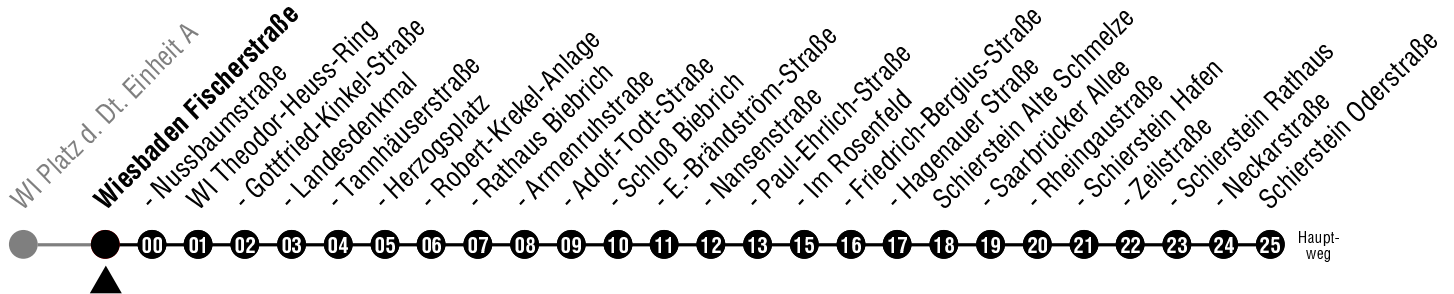 WI Platz d. Dt. Einheit A
Wiesbaden Fischerstraße
- Nussbaumstraße
WI Theodor-Heuss-Ring
- Gottfried-Kinkel-Straße
- Landesdenkmal
- Tannhäuserstraße
- Herzogsplatz
- Robert-Krekel-Anlage
- Rathaus Biebrich
- Armenruhstraße
- Adolf-Todt-Straße
- Schloß Biebrich
- E.-Brändström-Straße
- Nansenstraße
- Paul-Ehrlich-Straße
- Im Rosenfeld
- Friedrich-Bergius-Straße
- Hagenauer Straße
Schierstein Alte Schmelze
- Saarbrücker Allee
- Rheingaustraße
- Schierstein Hafen
- Zeilstraße
- Schierstein Rathaus
- Neckarstraße
Schierstein Oderstraße
00 01 02 03 04 05 06 07 08 09 10 11 12 13 15 16 17 18 19 20 21 22 23 24 25
Haupt-
weg